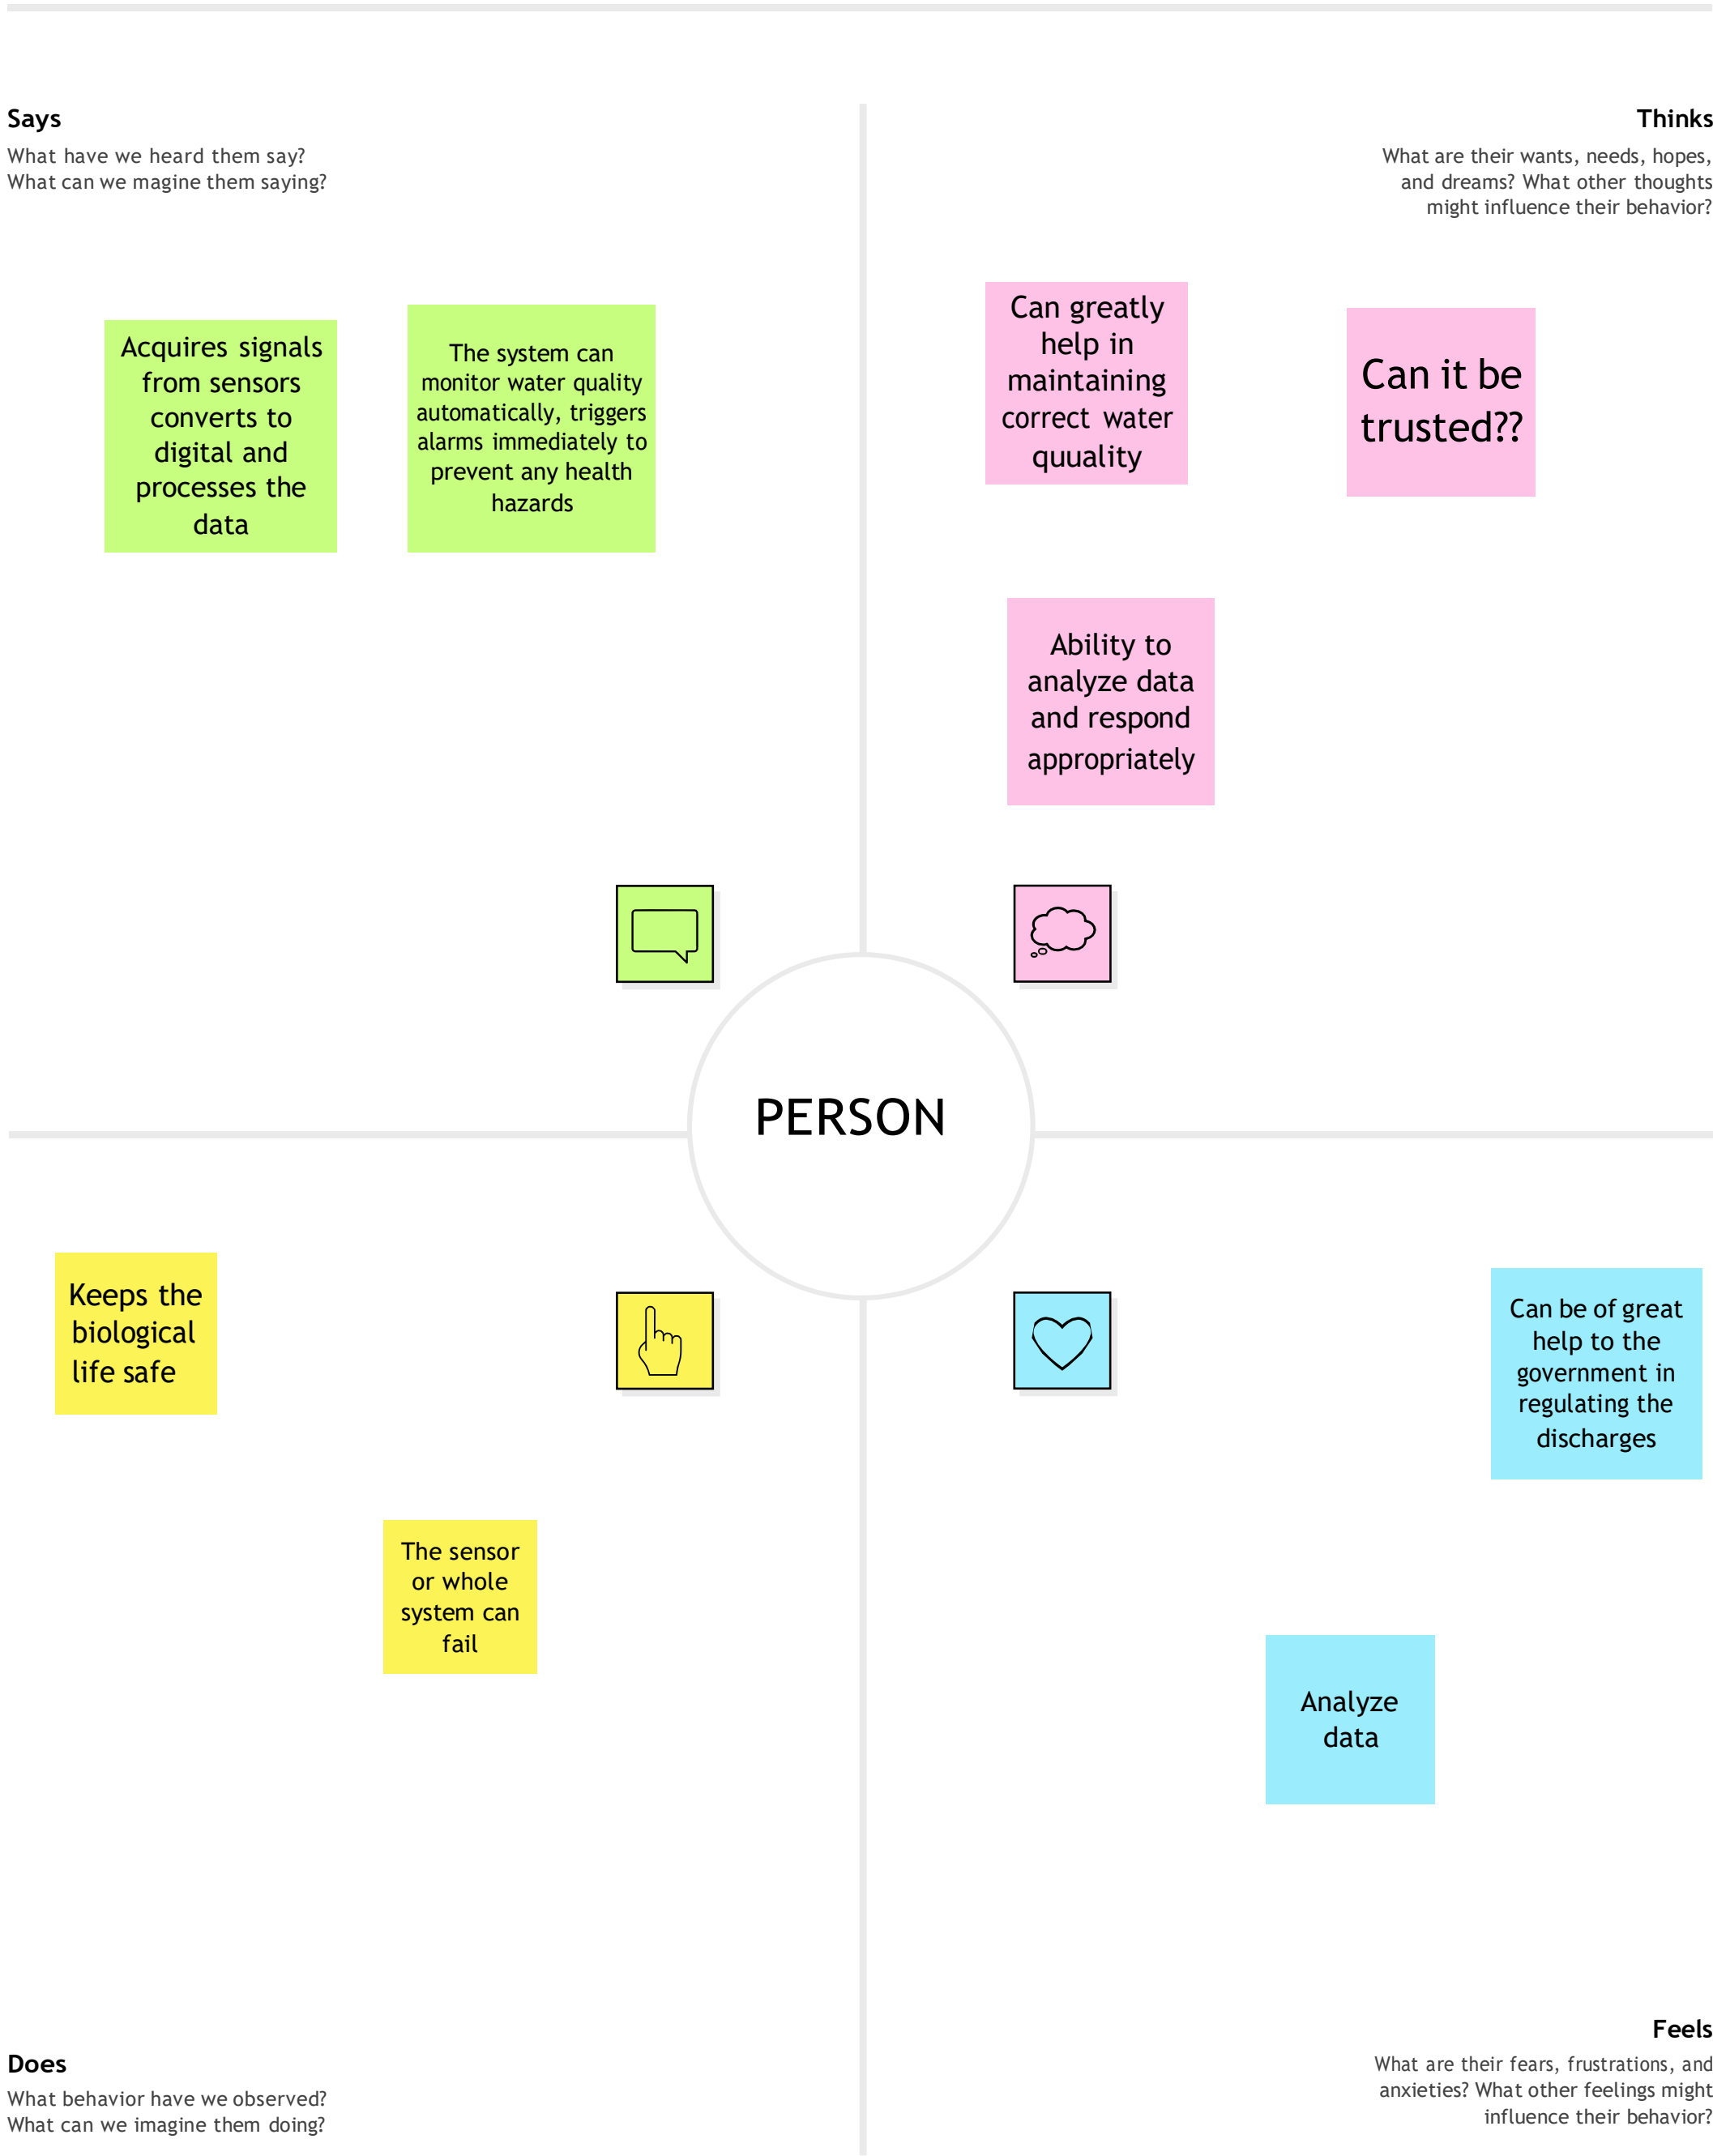 Says
What have we heard them say?
What can we magine them saying?
Thinks
What are their wants, needs, hopes,
and dreams? What other thoughts
might influence their behavior?
Acquires signals
from sensors
converts to
digital and
processes the
data
The system can
monitor water quality
automatically, triggers
alarms immediately to
prevent any health
hazards
Can greatly
help in
maintaining
correct water
quuality
Can it be
trusted??
Ability to
analyze data
and respond
appropriately
PERSON
Keeps the
biological
life safe
The sensor
or whole
system can
fail
Can be of great
help to the
government in
regulating the
discharges
Analyze
data
Does
What behavior have we observed?
What can we imagine them doing?
Feels
What are their fears, frustrations, and
anxieties? What other feelings might
influence their behavior?